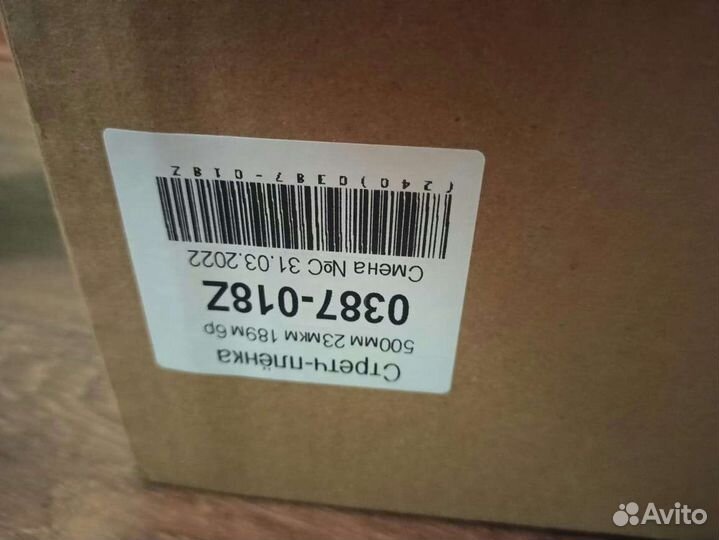 Стретч-плёнка
500мм 23мкм 189м 6р
0387-018Z
Смена №С 31.03.2022
(240)0387-018Z
Avito